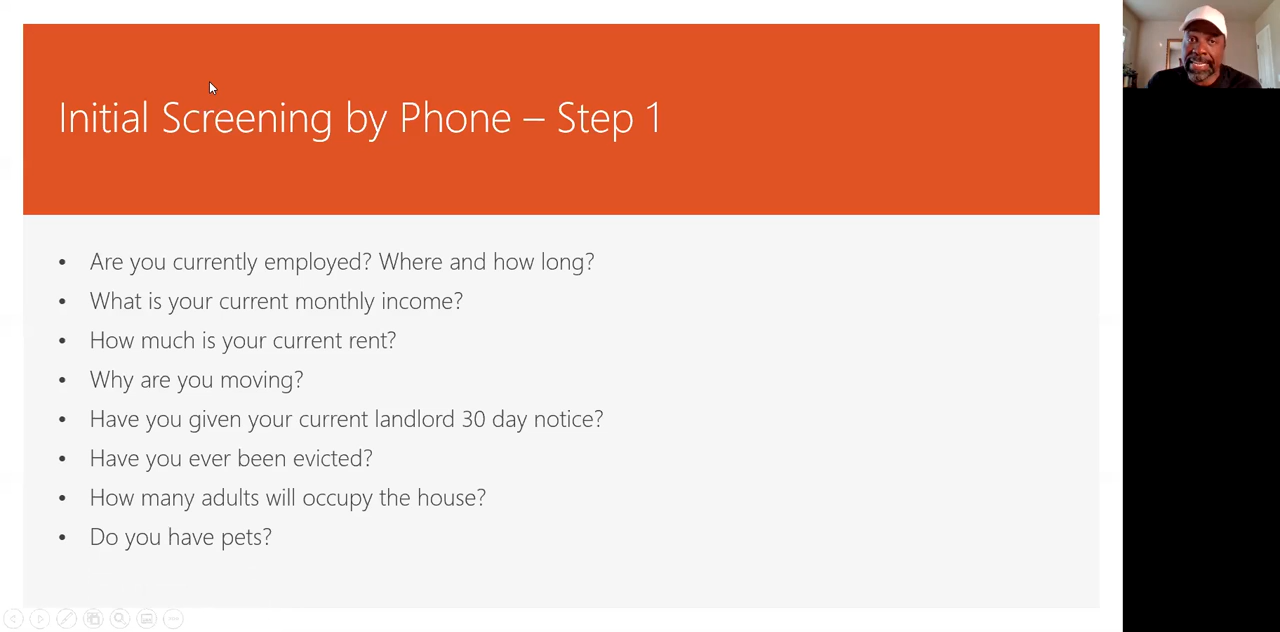 Initial Screening by Phone – Step 1
• Are you currently employed? Where and how long?
• What is your current monthly income?
• How much is your current rent?
• Why are you moving?
• Have you given your current landlord 30 day notice?
• Have you ever been evicted?
• How many adults will occupy the house?
• Do you have pets?